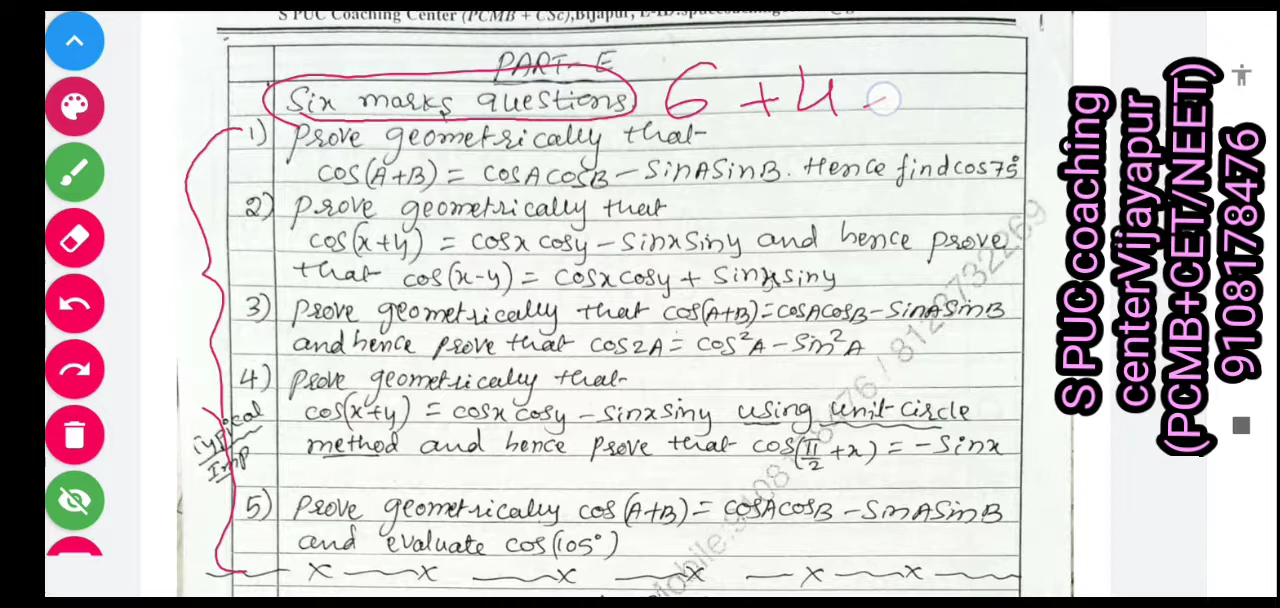 S PUC Coaching Center (PCMB + CSc),Bijapur,
PART-E
Six marks questions 6 + 4
1) Prove geometrically that
cos(A+B) = cosAcosB - sinAsinB. Hence find cos75°
2) Prove geometrically that
cos(x+y) = cosx cosy - sinxsiny and hence prove
that cos(x-y) = cosxcosy + sinxsiny
3) Prove geometrically that cos(A+B)=cosAcosB-sinAsinB
and hence prove that cos2A = cos²A - sin²A
4) Prove geometrically that
cos(x+y) = cosx cosy - sinxsiny using unit-circle
method and hence prove that cos(π/2 + x) = -sinx
Typical
Imp
5) Prove geometrically cos(A+B) = cosAcosB - sinAsinB
and evaluate cos(105°)
x x x x x x
S PUC coaching
centerVijayapur
(PCMB+CET/NEET)
9108178476